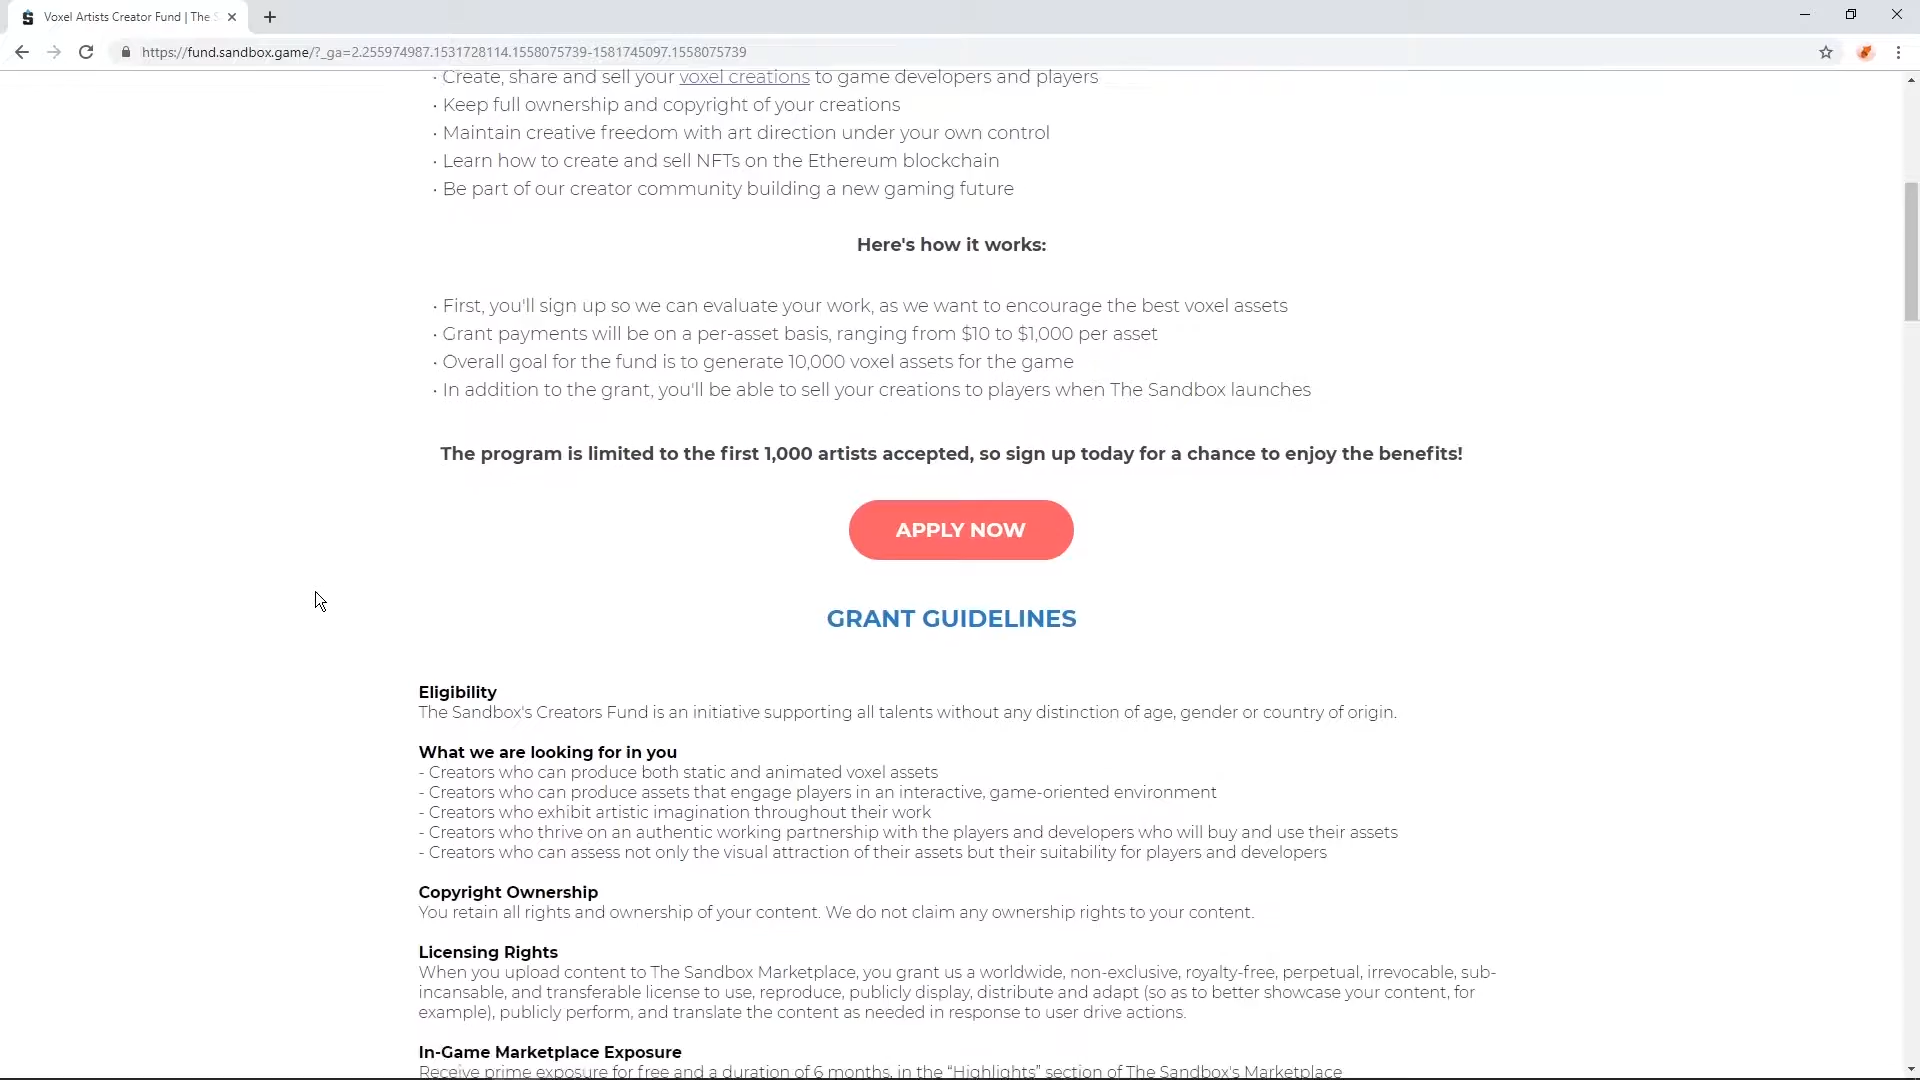 Voxel Artists Creator Fund | The S
https://fund.sandbox.game/?_ga=2.255974987.1531728114.1558075739-1581745097.1558075739
· Create, share and sell your voxel creations to game developers and players
· Keep full ownership and copyright of your creations
· Maintain creative freedom with art direction under your own control
· Learn how to create and sell NFTs on the Ethereum blockchain
· Be part of our creator community building a new gaming future
Here's how it works:
· First, you'll sign up so we can evaluate your work, as we want to encourage the best voxel assets
· Grant payments will be on a per-asset basis, ranging from $10 to $1,000 per asset
· Overall goal for the fund is to generate 10,000 voxel assets for the game
· In addition to the grant, you'll be able to sell your creations to players when The Sandbox launches
The program is limited to the first 1,000 artists accepted, so sign up today for a chance to enjoy the benefits!
APPLY NOW
GRANT GUIDELINES
Eligibility
The Sandbox's Creators Fund is an initiative supporting all talents without any distinction of age, gender or country of origin.
What we are looking for in you
- Creators who can produce both static and animated voxel assets
- Creators who can produce assets that engage players in an interactive, game-oriented environment
- Creators who exhibit artistic imagination throughout their work
- Creators who thrive on an authentic working partnership with the players and developers who will buy and use their assets
- Creators who can assess not only the visual attraction of their assets but their suitability for players and developers
Copyright Ownership
You retain all rights and ownership of your content. We do not claim any ownership rights to your content.
Licensing Rights
When you upload content to The Sandbox Marketplace, you grant us a worldwide, non-exclusive, royalty-free, perpetual, irrevocable, sub-
incansable, and transferable license to use, reproduce, publicly display, distribute and adapt (so as to better showcase your content, for
example), publicly perform, and translate the content as needed in response to user drive actions.
In-Game Marketplace Exposure
Receive prime exposure for free and a duration of 6 months, in the “Highlights” section of The Sandbox's Marketplace